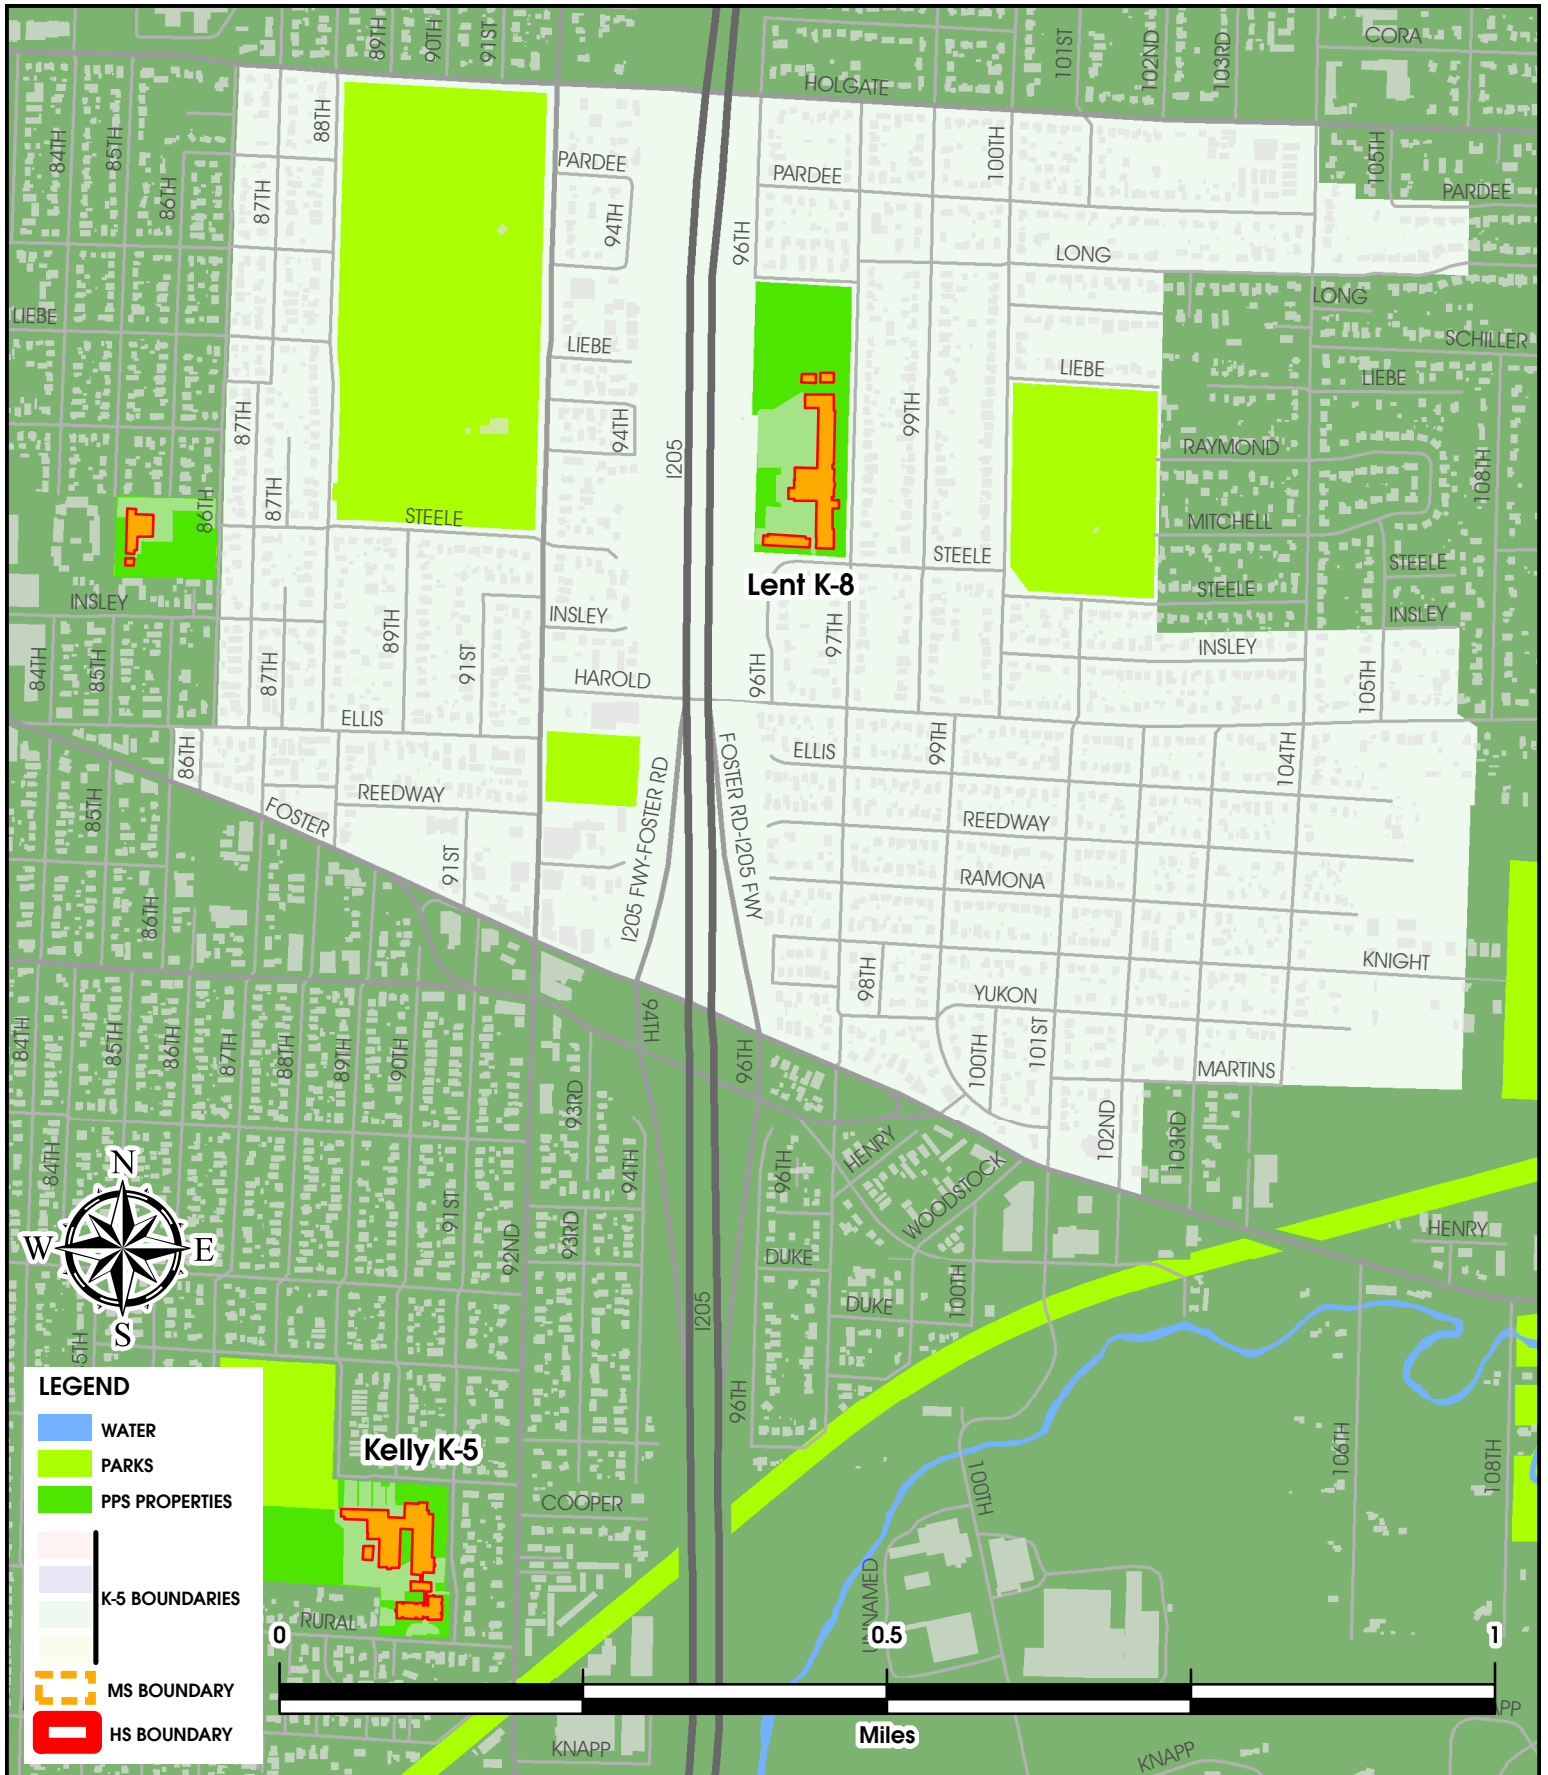 89TH
90TH
91ST
101ST
102ND
103RD
CORA
HOLGATE
88TH
84TH
85TH
86TH
87TH
PARDEE
94TH
PARDEE
96TH
100TH
105TH
PARDEE
LONG
LONG
LIEBE
LIEBE
LIEBE
SCHILLER
LIEBE
87TH
94TH
I205
99TH
RAYMOND
108TH
87TH
86TH
STEELE
MITCHELL
STEELE
STEELE
STEELE
Lent K-8
INSLEY
INSLEY
INSLEY
INSLEY
84TH
85TH
87TH
89TH
91ST
97TH
96TH
105TH
HAROLD
ELLIS
86TH
ELLIS
99TH
104TH
REEDWAY
FOSTER
85TH
I205 FWY-FOSTER RD
FOSTER RD-I205 FWY
REEDWAY
91ST
RAMONA
86TH
KNIGHT
98TH
YUKON
94TH
84TH
85TH
86TH
87TH
88TH
89TH
90TH
96TH
100TH
101ST
MARTINS
93RD
102ND
103RD
84TH
94TH
96TH
HENRY
WOODSTOCK
N
W
E
S
91ST
92ND
93RD
DUKE
HENRY
DUKE
100TH
I205
5TH
96TH
106TH
108TH
Kelly K-5
COOPER
100TH
UNNAMED
RURAL
LEGEND
WATER
PARKS
PPS PROPERTIES
K-5 BOUNDARIES
MS BOUNDARY
HS BOUNDARY
0
0.5
1
Miles
KNAPP
KNAPP
APP